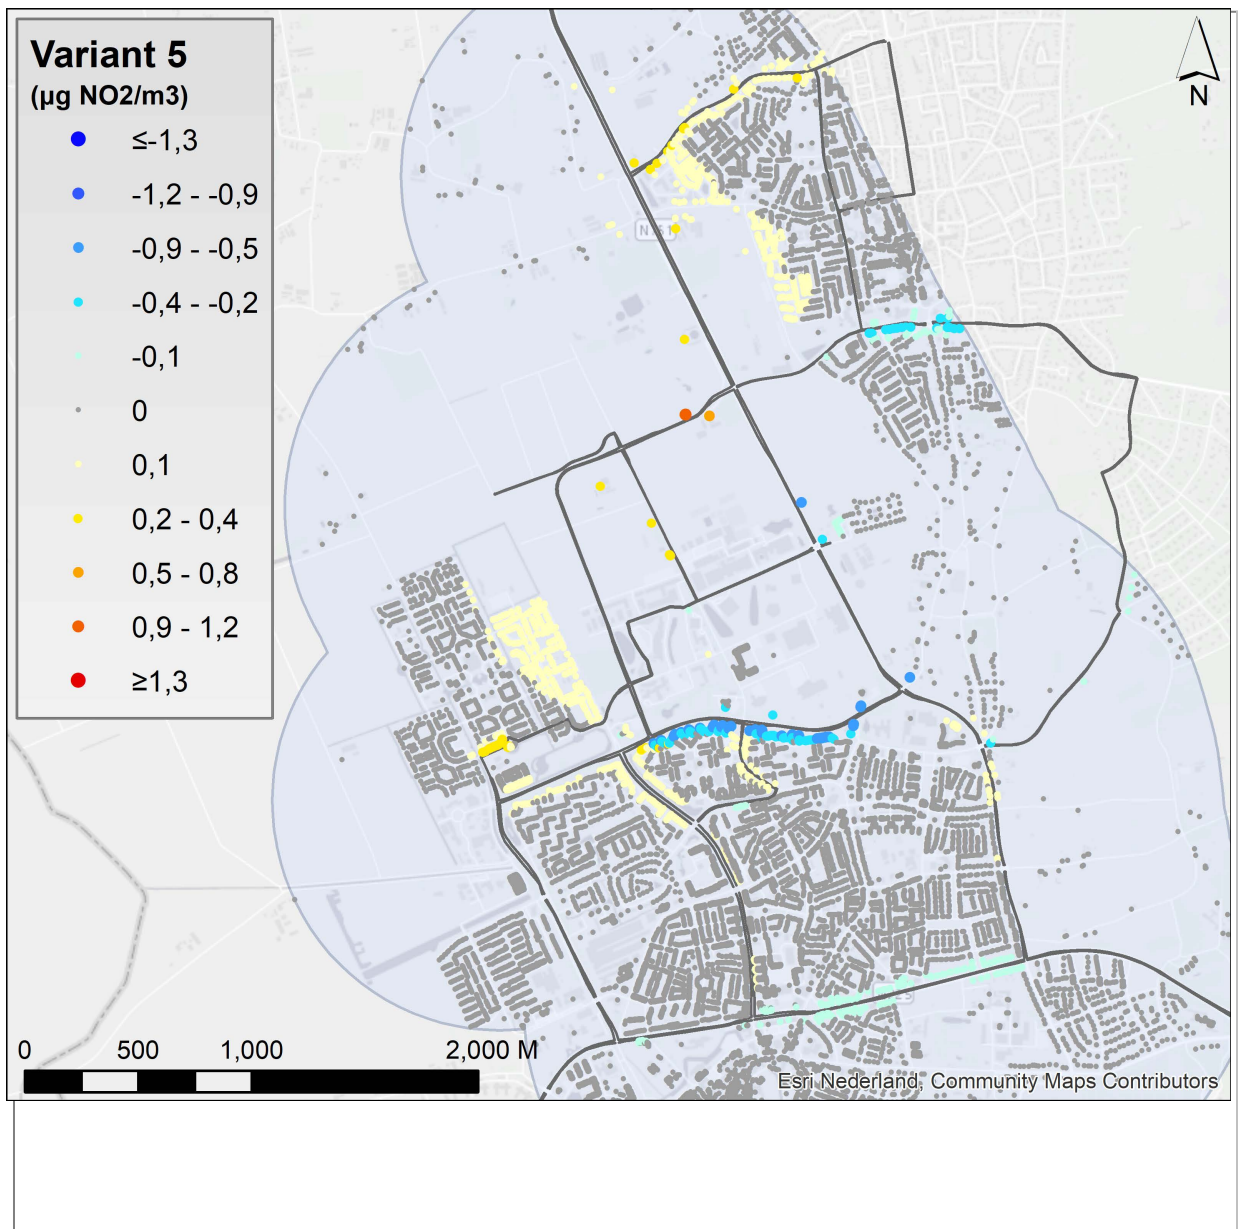 Variant 5
(µg NO2/m3)
≤-1,3
-1,2 - -0,9
-0,9 - -0,5
-0,4 - -0,2
-0,1
0
0,1
0,2 - 0,4
0,5 - 0,8
0,9 - 1,2
≥1,3
N
0 500 1,000 2,000 M
Esri Nederland, Community Maps Contributors